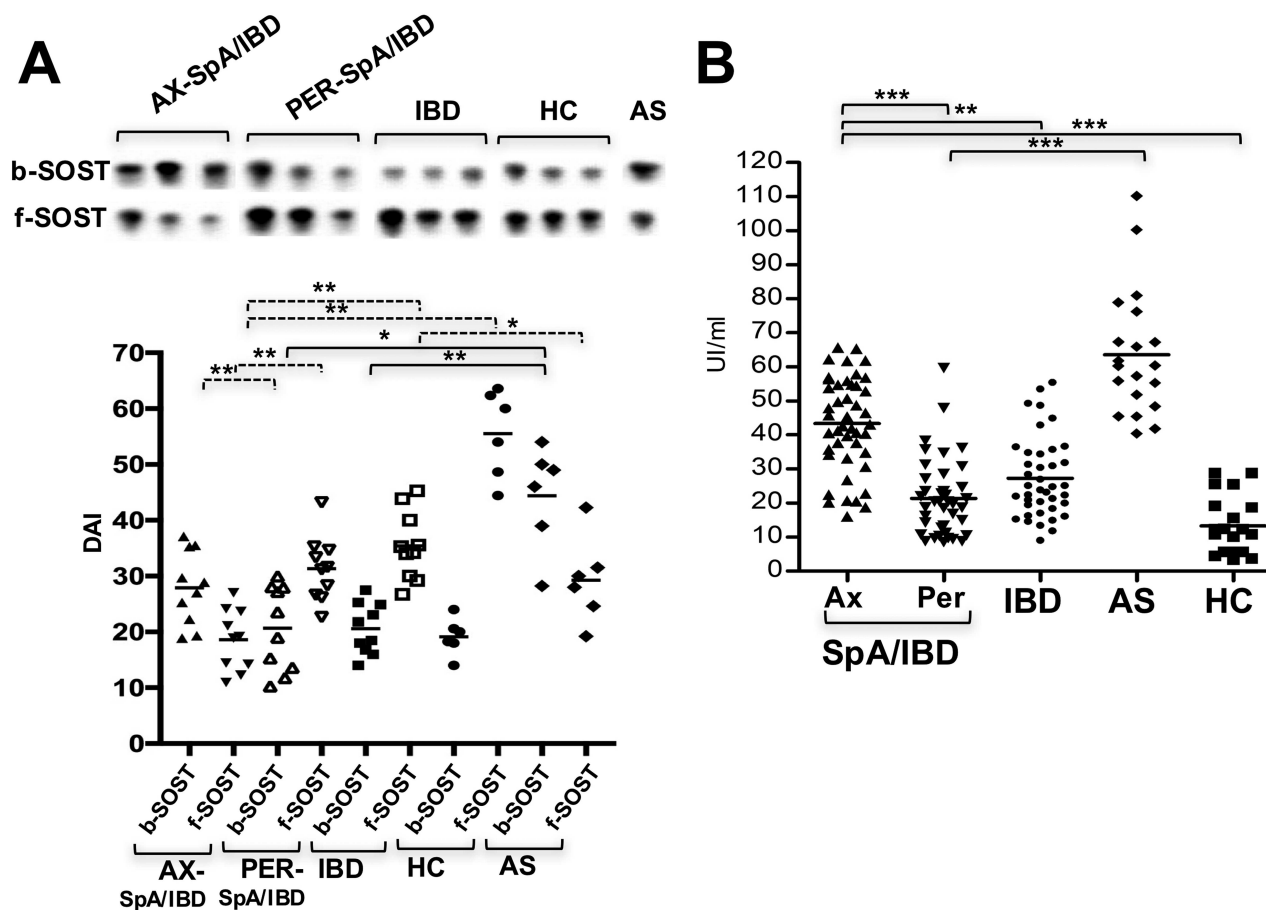 A
AX-SpA/IBD
PER-SpA/IBD
IBD
HC
AS
b-SOST
f-SOST
**
**
*
*
**
**
**
DAI
70
60
50
40
30
20
10
0
b-SOST
f-SOST
b-SOST
f-SOST
b-SOST
f-SOST
b-SOST
f-SOST
b-SOST
f-SOST
AX-
SpA/IBD
PER-
SpA/IBD
IBD
HC
AS
B
***
**
***
***
UI/ml
120
110
100
90
80
70
60
50
40
30
20
10
0
Ax
Per
IBD
AS
HC
SpA/IBD